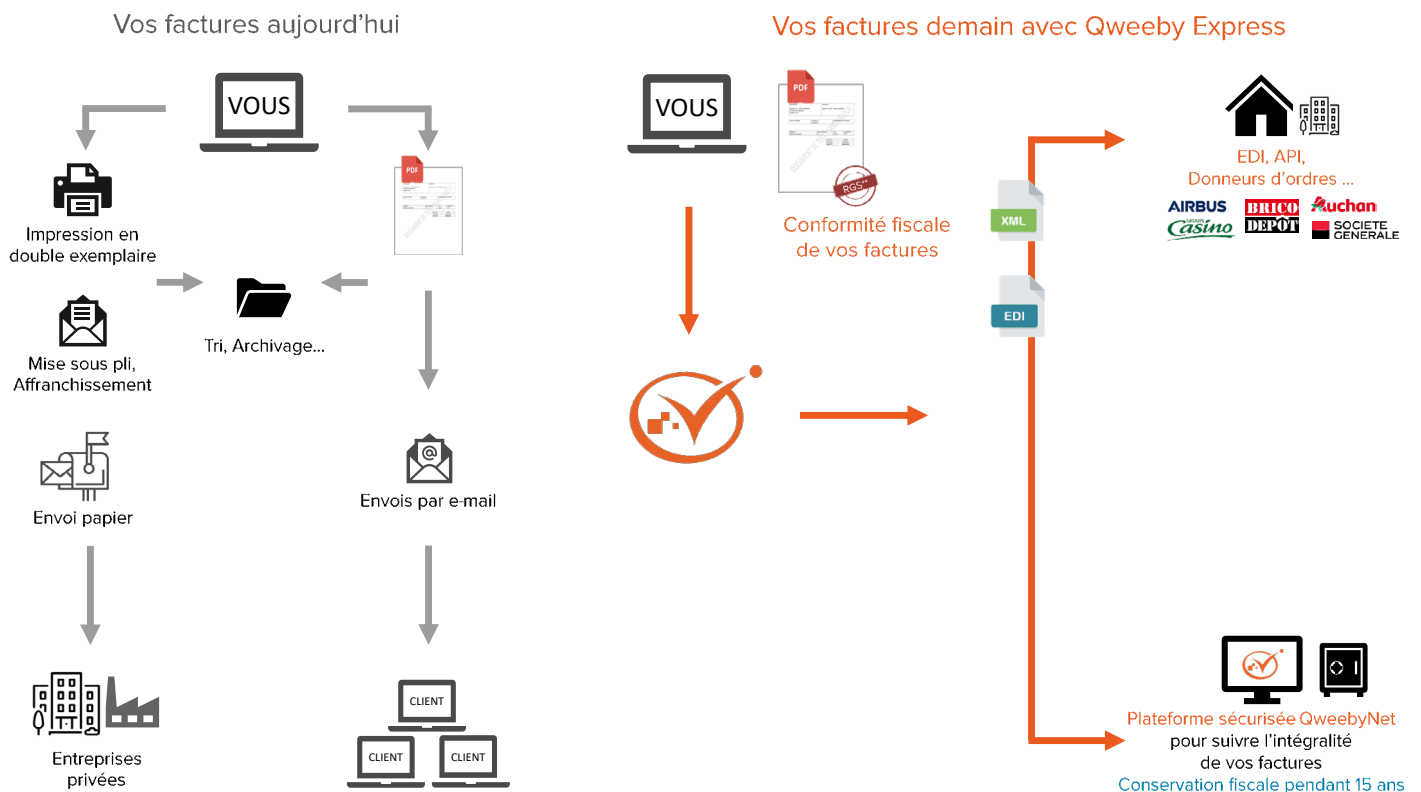 Vos factures aujourd'hui
VOUS
PDF
Impression en
double exemplaire
Tri, Archivage...
Mise sous pli,
Affranchissement
Envoi papier
@
Envois par e-mail
Entreprises
privées
CLIENT
CLIENT
CLIENT
Vos factures demain avec Qweeby Express
VOUS
PDF
RGS**
Conformité fiscale
de vos factures
XML
EDI
EDI, API,
Donneurs d'ordres ...
AIRBUS
BRICO
DEPOT
Auchan
GROUPE
Casino
SOCIETE
GENERALE
Plateforme sécurisée QweebyNet
pour suivre l'intégralité
de vos factures
Conservation fiscale pendant 15 ans